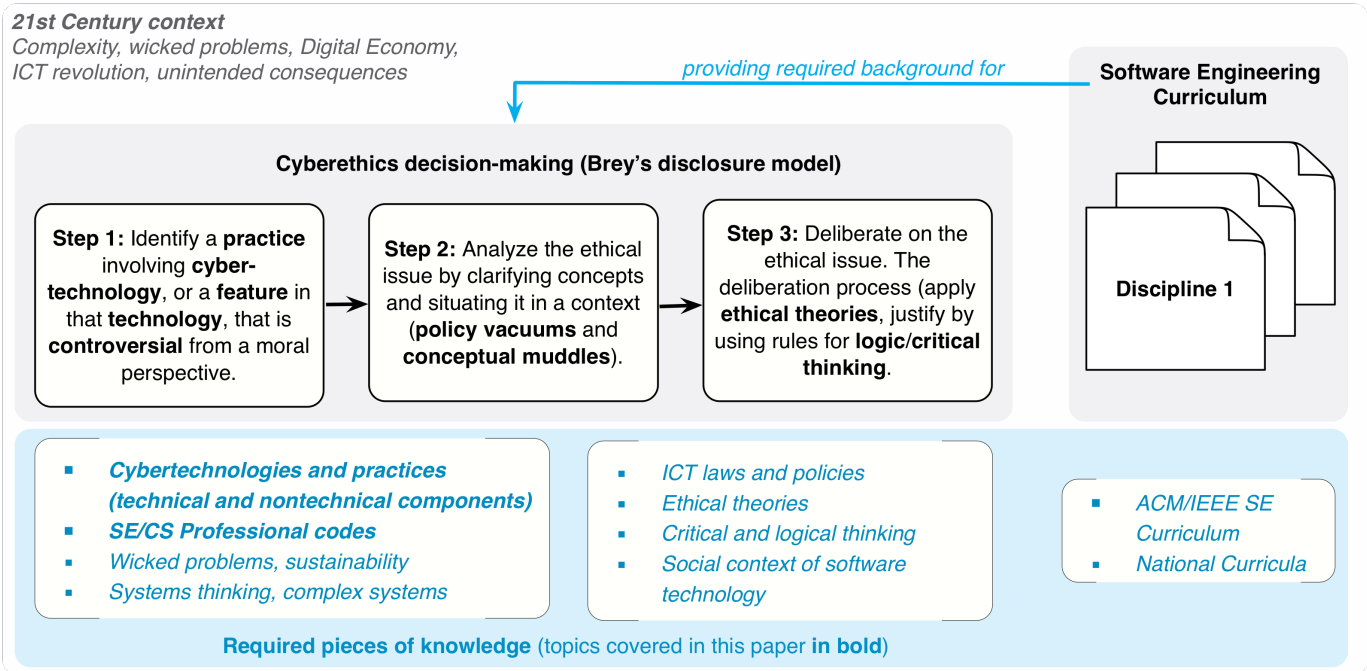 21st Century context
Complexity, wicked problems, Digital Economy,
ICT revolution, unintended consequences
providing required background for
Software Engineering
Curriculum
Cyberethics decision-making (Brey's disclosure model)
Step 1: Identify a practice
involving cyber-
technology, or a feature in
that technology, that is
controversial from a moral
perspective.
Step 2: Analyze the ethical
issue by clarifying concepts
and situating it in a context
(policy vacuums and
conceptual muddles).
Step 3: Deliberate on the
ethical issue. The
deliberation process (apply
ethical theories, justify by
using rules for logic/critical
thinking.
Discipline 1
▪ Cybertechnologies and practices
(technical and nontechnical components)
▪ SE/CS Professional codes
▪ Wicked problems, sustainability
▪ Systems thinking, complex systems
▪ ICT laws and policies
▪ Ethical theories
▪ Critical and logical thinking
▪ Social context of software
technology
▪ ACM/IEEE SE
Curriculum
▪ National Curricula
Required pieces of knowledge (topics covered in this paper in bold)